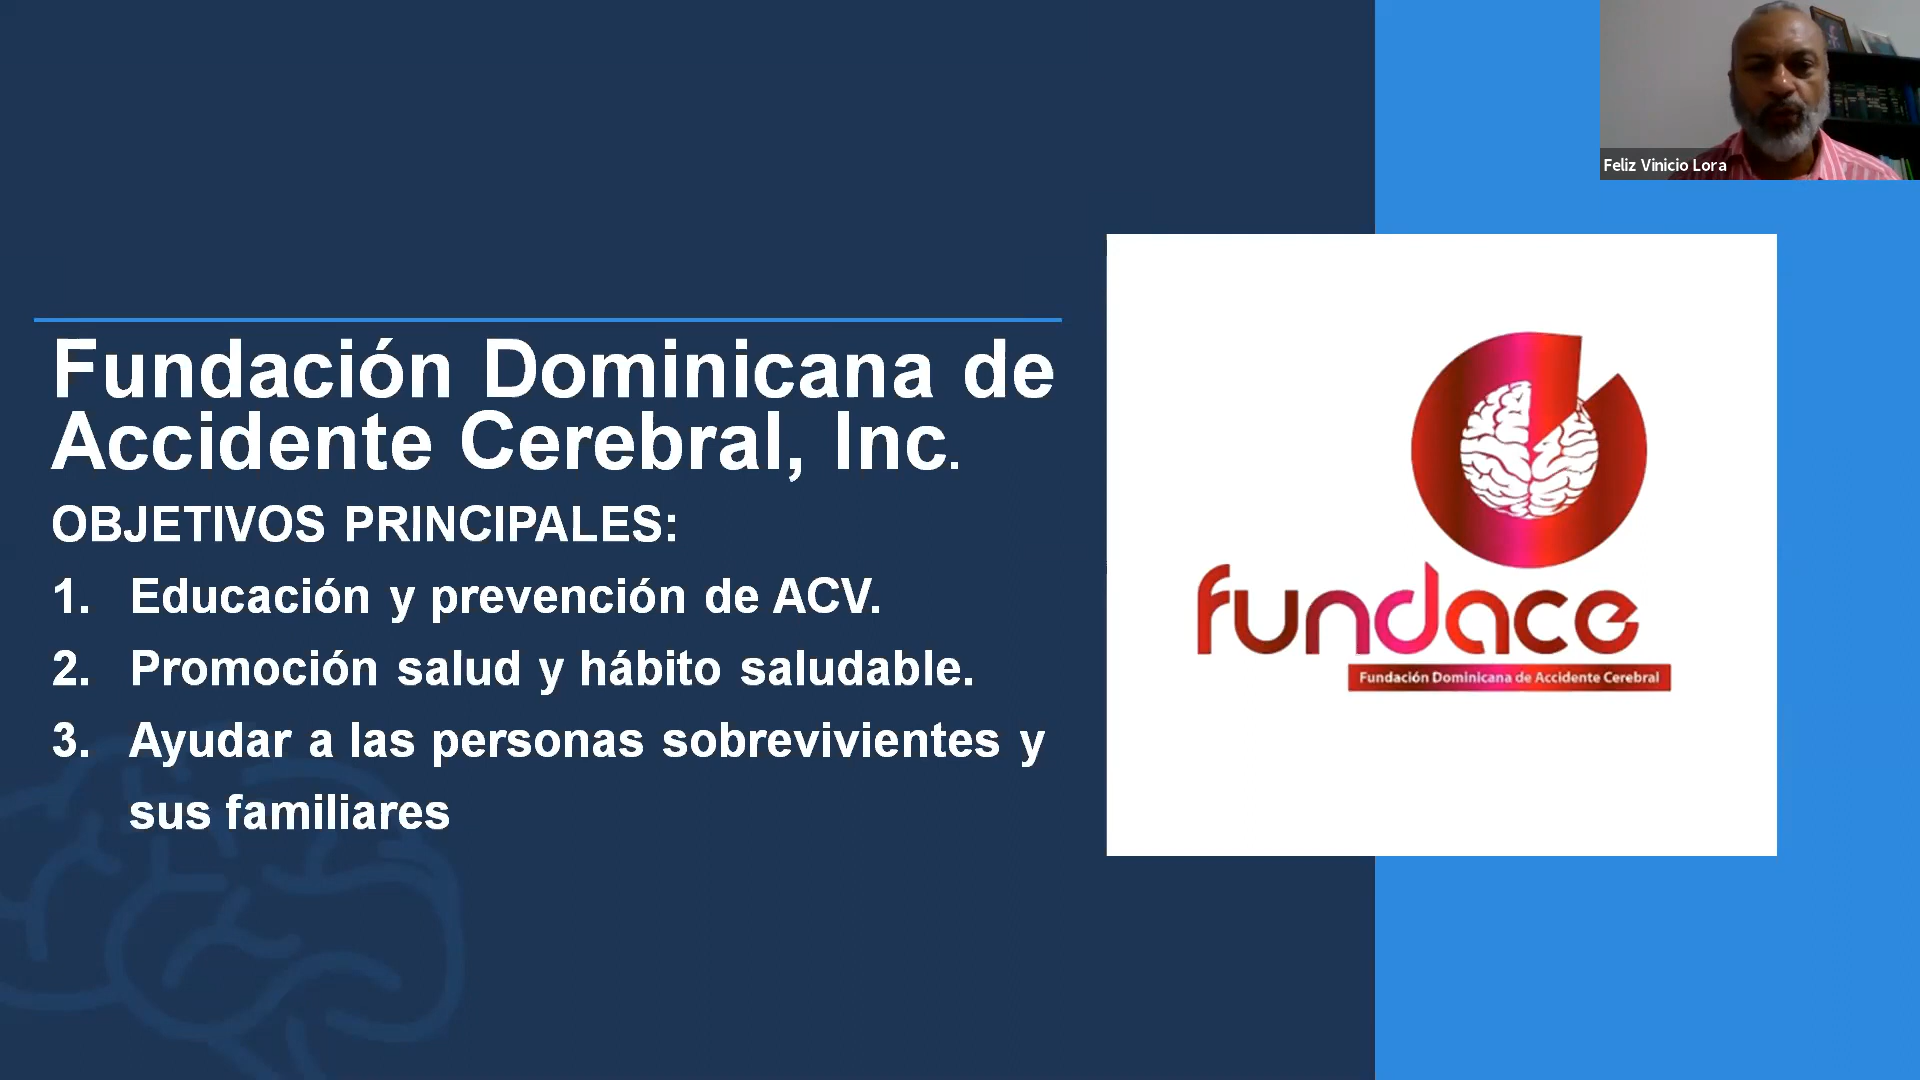 Feliz Vinicio Lora
Fundación Dominicana de
Accidente Cerebral, Inc.
OBJETIVOS PRINCIPALES:
1. Educación y prevención de ACV.
2. Promoción salud y hábito saludable.
3. Ayudar a las personas sobrevivientes y
sus familiares
fundace
Fundación Dominicana de Accidente Cerebral